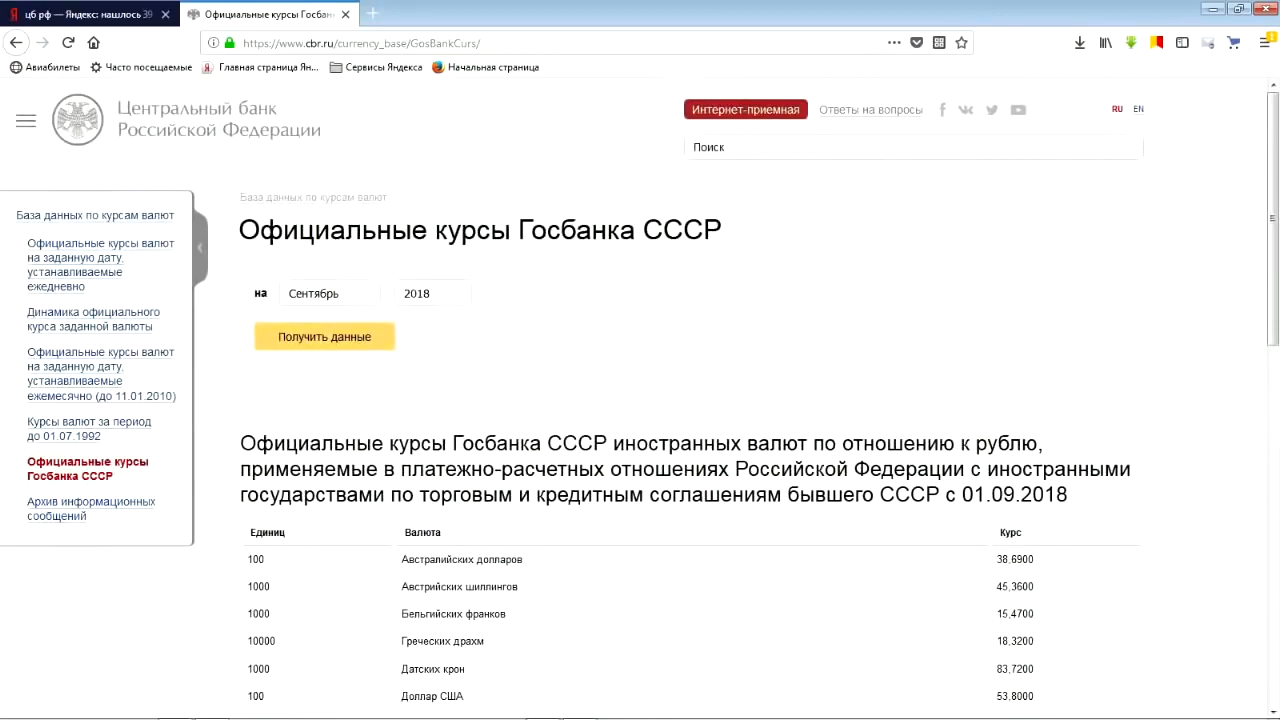 цб рф — Яндекс: нашлось 39
Официальные курсы Госбан
https://www.cbr.ru/currency_base/GosBankCurs/
Авиабилеты
Часто посещаемые
Главная страница Ян...
Сервисы Яндекса
Начальная страница
Центральный банк
Российской Федерации
Интернет-приемная
Ответы на вопросы
RU EN
Поиск
База данных по курсам валют
Официальные курсы валют
на заданную дату,
устанавливаемые
ежедневно
Динамика официального
курса заданной валюты
Официальные курсы валют
на заданную дату,
устанавливаемые
ежемесячно (до 11.01.2010)
Курсы валют за период
до 01.07.1992
Официальные курсы
Госбанка СССР
Архив информационных
сообщений
База данных по курсам валют
Официальные курсы Госбанка СССР
на Сентябрь 2018
Получить данные
Официальные курсы Госбанка СССР иностранных валют по отношению к рублю,
применяемые в платежно-расчетных отношениях Российской Федерации с иностранными
государствами по торговым и кредитным соглашениям бывшего СССР с 01.09.2018
Единиц Валюта Курс
100 Австралийских долларов 38,6900
1000 Австрийских шиллингов 45,3600
1000 Бельгийских франков 15,4700
10000 Греческих драхм 18,3200
1000 Датских крон 83,7200
100 Доллар США 53,8000